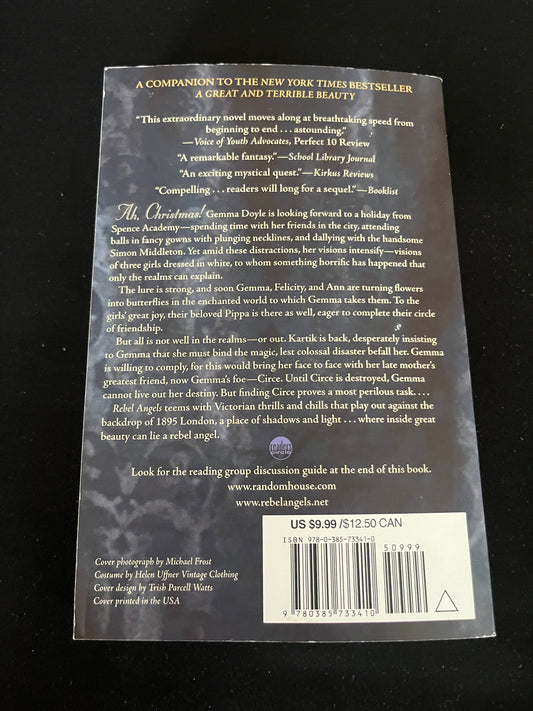 A COMPANION TO THE NEW YORK TIMES BESTSELLER
A GREAT AND TERRIBLE BEAUTY
“This extraordinary novel moves along at breathtaking speed from
beginning to end . . . astounding.”
—Voice of Youth Advocates, Perfect 10 Review
“A remarkable fantasy.”—School Library Journal
“An exciting mystical quest.”—Kirkus Reviews
“Compelling . . . readers will long for a sequel.”—Booklist
Ah, Christmas! Gemma Doyle is looking forward to a holiday from
Spence Academy—spending time with her friends in the city, attending
balls in fancy gowns with plunging necklines, and dallying with the handsome
Simon Middleton. Yet amid these distractions, her visions intensify—visions
of three girls dressed in white, to whom something horrific has happened that
only the realms can explain.
The lure is strong, and soon Gemma, Felicity, and Ann are turning flowers
into butterflies in the enchanted world to which Gemma takes them. To the
girls’ great joy, their beloved Pippa is there as well, eager to complete their circle
of friendship.
But all is not well in the realms—or out. Kartik is back, desperately insisting
to Gemma that she must bind the magic, lest colossal disaster befall her. Gemma
is willing to comply, for this would bring her face to face with her late mother’s
greatest friend, now Gemma’s foe—Circe. Until Circe is destroyed, Gemma
cannot live out her destiny. But finding Circe proves a most perilous task. . . .
Rebel Angels teems with Victorian thrills and chills that play out against the
backdrop of 1895 London, a place of shadows and light . . . where inside great
beauty can lie a rebel angel.
readers
circle
Look for the reading group discussion guide at the end of this book.
www.randomhouse.com
www.rebelangels.net
US $9.99 / $12.50 CAN
ISBN 978-0-385-73341-0
50999
9 780385 733410
Cover photograph by Michael Frost
Costume by Helen Uffner Vintage Clothing
Cover design by Trish Parcell Watts
Cover printed in the USA